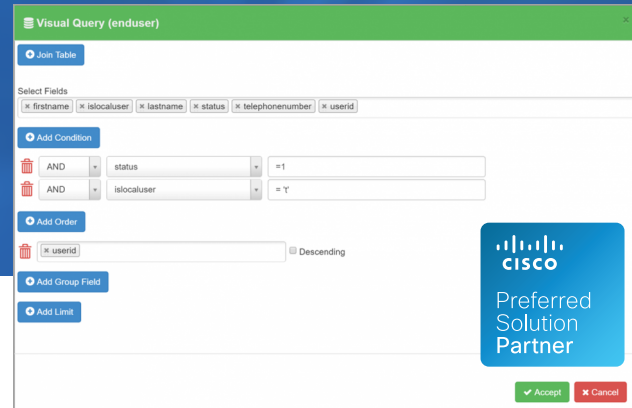 Visual Query (enduser) ×
Join Table
Select Fields
× firstname × islocaluser × lastname × status × telephonenumber × userid
Add Condition
AND status =1
AND islocaluser = 't'
Add Order
× userid Descending
Add Group Field
Add Limit
CISCO
Preferred
Solution
Partner
Accept Cancel